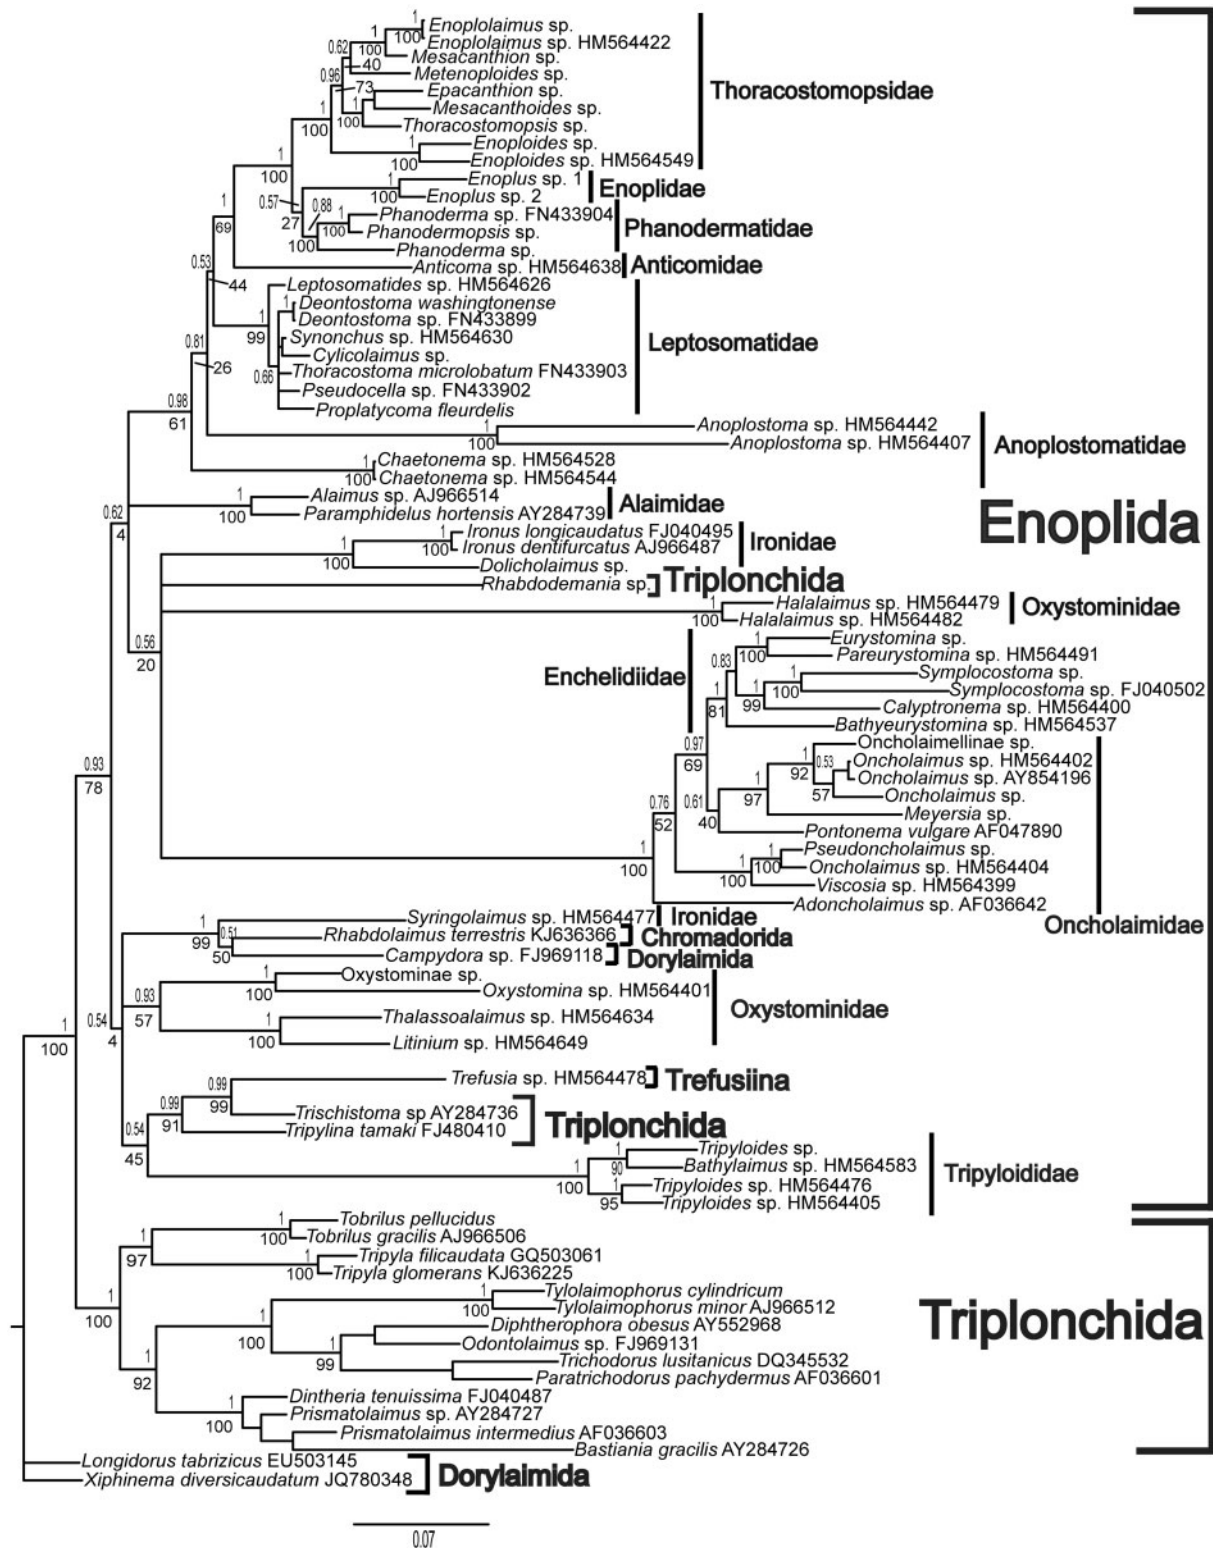 Enoplolaimus sp.
Enoplolaimus sp. HM564422
Mesacanthion sp.
Metenoploides sp.
Epacanthion sp.
Mesacanthoides sp.
Thoracostomopsis sp.
Enoploides sp.
Enoploides sp. HM564549
Thoracostomopsidae
Enoplus sp. 1
Enoplus sp. 2
Enoplidae
Phanoderma sp. FN433904
Phanodermopsis sp.
Phanoderma sp.
Phanodermatidae
Anticoma sp. HM564638
Anticomidae
Leptosomatides sp. HM564626
Deontostoma washingtonense
Deontostoma sp. FN433899
Synonchus sp. HM564630
Cylicolaimus sp.
Thoracostoma microlobatum FN433903
Pseudocella sp. FN433902
Proplatycoma fleurdelis
Leptosomatidae
Anoplostoma sp. HM564442
Anoplostoma sp. HM564407
Chaetonema sp. HM564528
Chaetonema sp. HM564544
Anoplostomatidae
Alaimus sp. AJ966514
Paramphidelus hortensis AY284739
Alaimidae
Enoplida
Ironus longicaudatus FJ040495
Ironus dentifurcatus AJ966487
Dolicholaimus sp.
Ironidae
Rhabdodemania sp.
Triplonchida
Halalaimus sp. HM564479
Halalaimus sp. HM564482
Oxystominidae
Eurystomina sp.
Pareurystomina sp. HM564491
Symplocostoma sp.
Symplocostoma sp. FJ040502
Calyptronema sp. HM564400
Bathyeurystomina sp. HM564537
Enchelidiidae
Oncholaimellinae sp.
Oncholaimus sp. HM564402
Oncholaimus sp. AY854196
Oncholaimus sp.
Meyersia sp.
Pontonema vulgare AF047890
Pseudoncholaimus sp.
Oncholaimus sp. HM564404
Viscosia sp. HM564399
Adoncholaimus sp. AF036642
Oncholaimidae
Syringolaimus sp. HM564477
Ironidae
Rhabdolaimus terrestris KJ636366
Chromadorida
Campydora sp. FJ969118
Dorylaimida
Oxystominae sp.
Oxystomina sp. HM564401
Thalassoalaimus sp. HM564634
Litinium sp. HM564649
Oxystominidae
Trefusia sp. HM564478
Trefusiina
Trischistoma sp AY284736
Tripylina tamaki FJ480410
Triplonchida
Tripyloides sp.
Bathylaimus sp. HM564583
Tripyloides sp. HM564476
Tripyloides sp. HM564405
Tripyloididae
Tobrilus pellucidus
Tobrilus gracilis AJ966506
Tripyla filicaudata GQ503061
Tripyla glomerans KJ636225
Tylolaimophorus cylindricum
Tylolaimophorus minor AJ966512
Diphtherophora obesus AY552968
Odontolaimus sp. FJ969131
Trichodorus lusitanicus DQ345532
Paratrichodorus pachydermus AF036601
Dintheria tenuissima FJ040487
Prismatolaimus sp. AY284727
Prismatolaimus intermedius AF036603
Bastiania gracilis AY284726
Triplonchida
Longidorus tabrizicus EU503145
Xiphinema diversicaudatum JQ780348
Dorylaimida
1
100
1
100
0.62
40
0.96
73
1
100
1
100
1
100
1
100
1
100
0.57
27
0.88
100
1
100
1
69
0.53
44
1
99
1
0.66
0.81
26
1
100
0.98
61
1
100
1
100
0.62
4
1
100
1
100
1
100
0.56
20
1
100
0.83
1
100
1
99
1
81
0.97
69
1
92
0.53
57
1
97
0.61
40
0.76
52
1
100
1
100
1
100
0.93
78
1
99
0.51
50
1
100
0.93
57
1
100
0.54
4
0.99
99
0.99
91
0.54
45
1
90
1
100
1
95
1
100
1
100
1
97
1
100
1
100
1
100
1
100
1
99
1
92
1
100
0.07